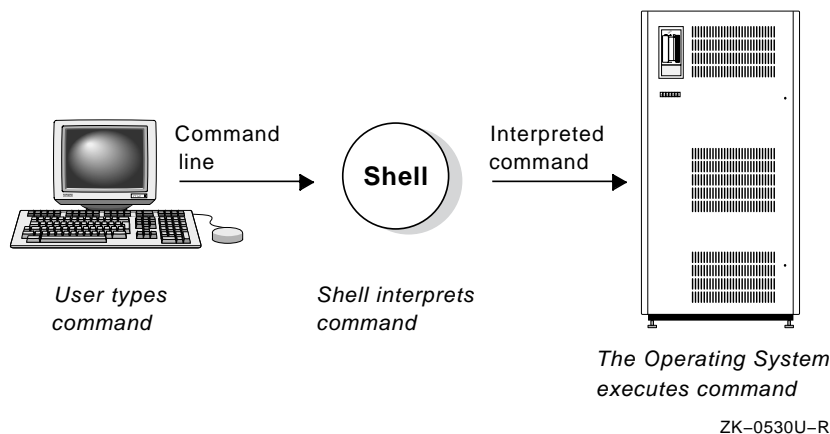 Command
line
Shell
Interpreted
command
User types
command
Shell interprets
command
The Operating System
executes command
ZK−0530U−R